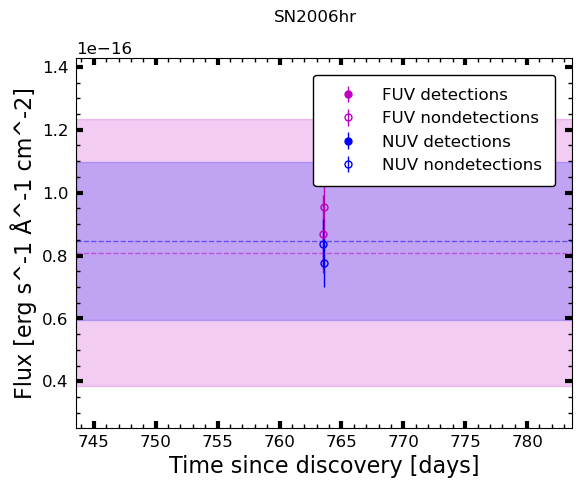 SN2006hr
1e−16
1.4
1.2
1.0
0.8
0.6
0.4
Flux [erg s^-1 Å^-1 cm^-2]
FUV detections
FUV nondetections
NUV detections
NUV nondetections
745 750 755 760 765 770 775 780
Time since discovery [days]